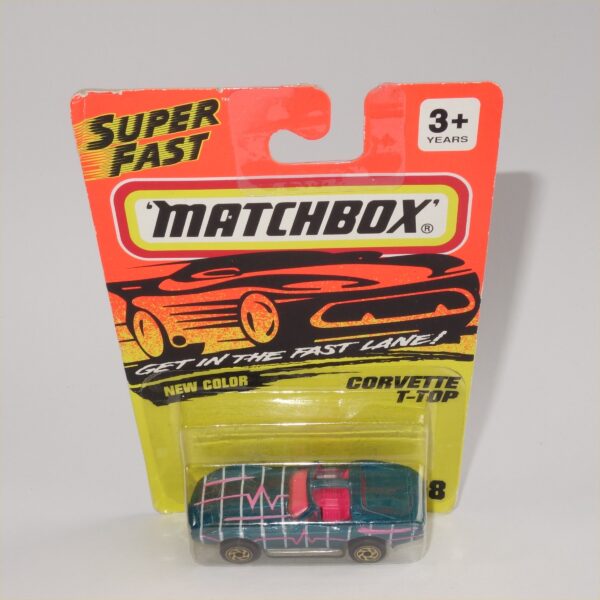 SUPER
FAST
3+
YEARS
'MATCHBOX'®
GET IN THE FAST LANE!
NEW COLOR
CORVETTE
T-TOP
8